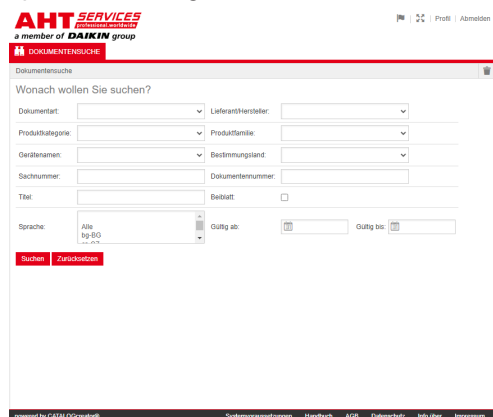 AHT SERVICES
professional.worldwide
a member of DAIKIN group
Profil Abmelden
DOKUMENTENSUCHE
Dokumentensuche
Wonach wollen Sie suchen?
Dokumentart: Lieferant/Hersteller:
Produktkategorie: Produktfamilie:
Gerätenamen: Bestimmungsland:
Sachnummer: Dokumentennummer:
Titel: Beiblatt:
Sprache: Alle Gültig ab: Gültig bis:
bg-BG
Suchen Zurücksetzen
powered by CATALOGcreator® Systemvoraussetzungen Handbuch AGB Datenschutz Info über Impressum